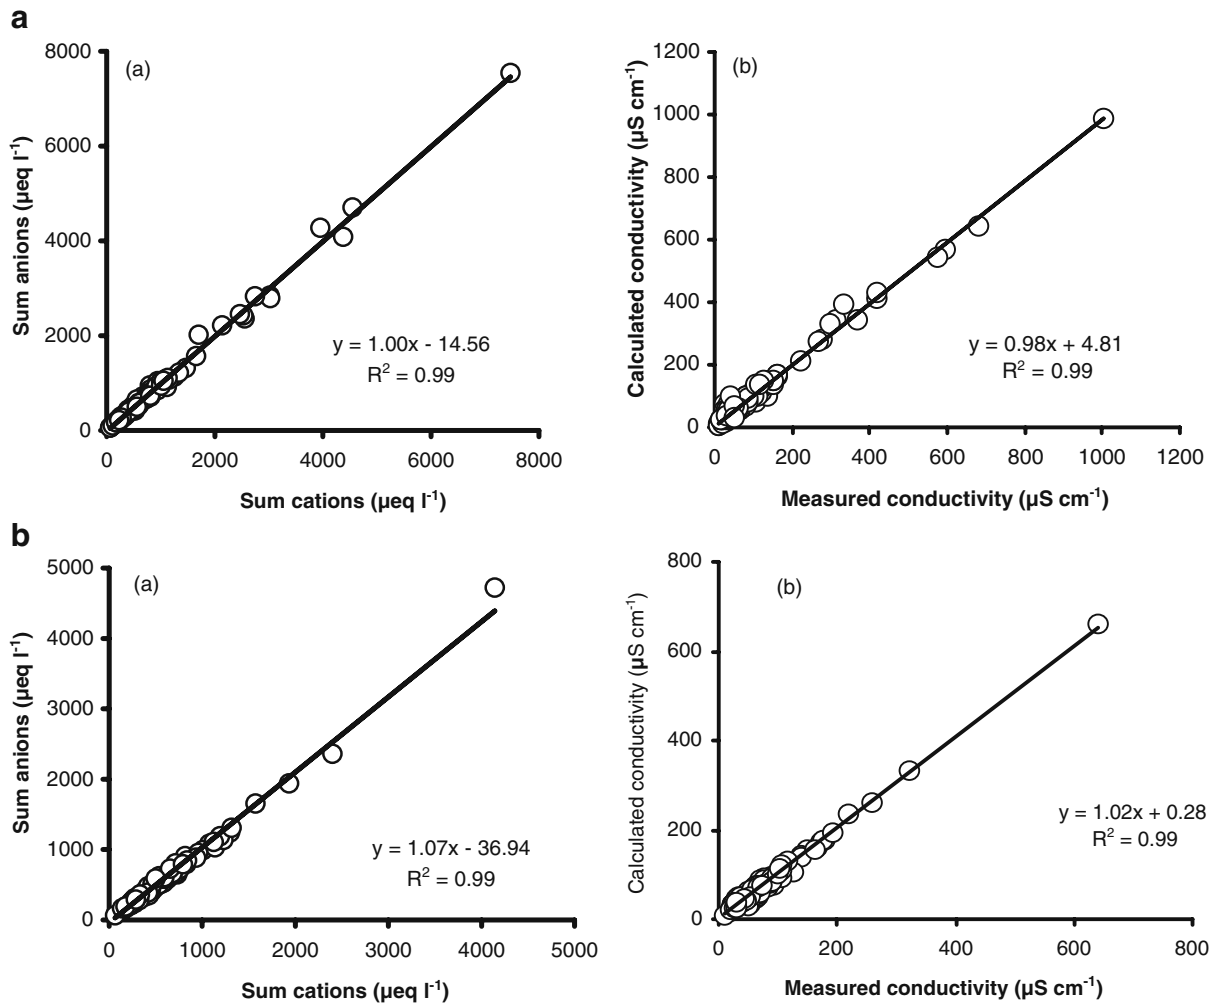 a
(a)
8000
6000
4000
2000
0
0 2000 4000 6000 8000
Sum anions (µeq l-1)
Sum cations (µeq l-1)
y = 1.00x - 14.56
R2 = 0.99
(b)
1200
1000
800
600
400
200
0
0 200 400 600 800 1000 1200
Calculated conductivity (µS cm-1)
Measured conductivity (µS cm-1)
y = 0.98x + 4.81
R2 = 0.99
b
(a)
5000
4000
3000
2000
1000
0
0 1000 2000 3000 4000 5000
Sum anions (µeq l-1)
Sum cations (µeq l-1)
y = 1.07x - 36.94
R2 = 0.99
(b)
800
600
400
200
0
0 200 400 600 800
Calculated conductivity (µS cm-1)
Measured conductivity (µS cm-1)
y = 1.02x + 0.28
R2 = 0.99